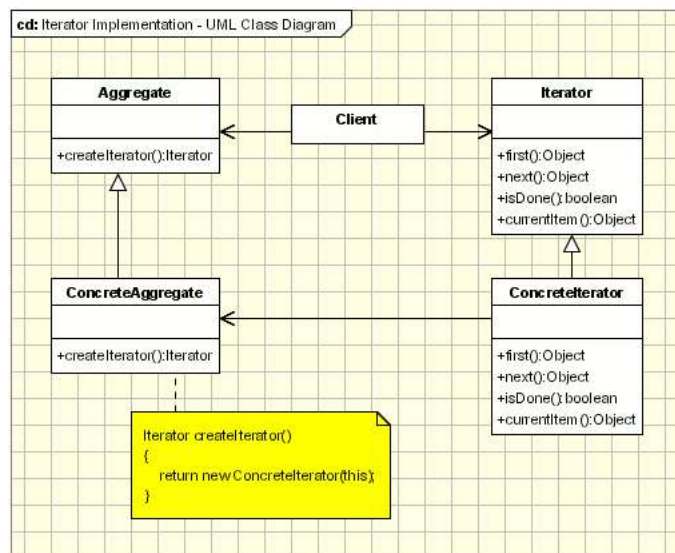 cd: Iterator Implementation - UML Class Diagram
Aggregate
+createIterator():Iterator
Client
Iterator
+first():Object
+next():Object
+isDone():boolean
+currentItem():Object
ConcreteAggregate
+createIterator():Iterator
ConcreteIterator
+first():Object
+next():Object
+isDone():boolean
+currentItem():Object
Iterator createIterator()
{
return new ConcreteIterator(this);
}